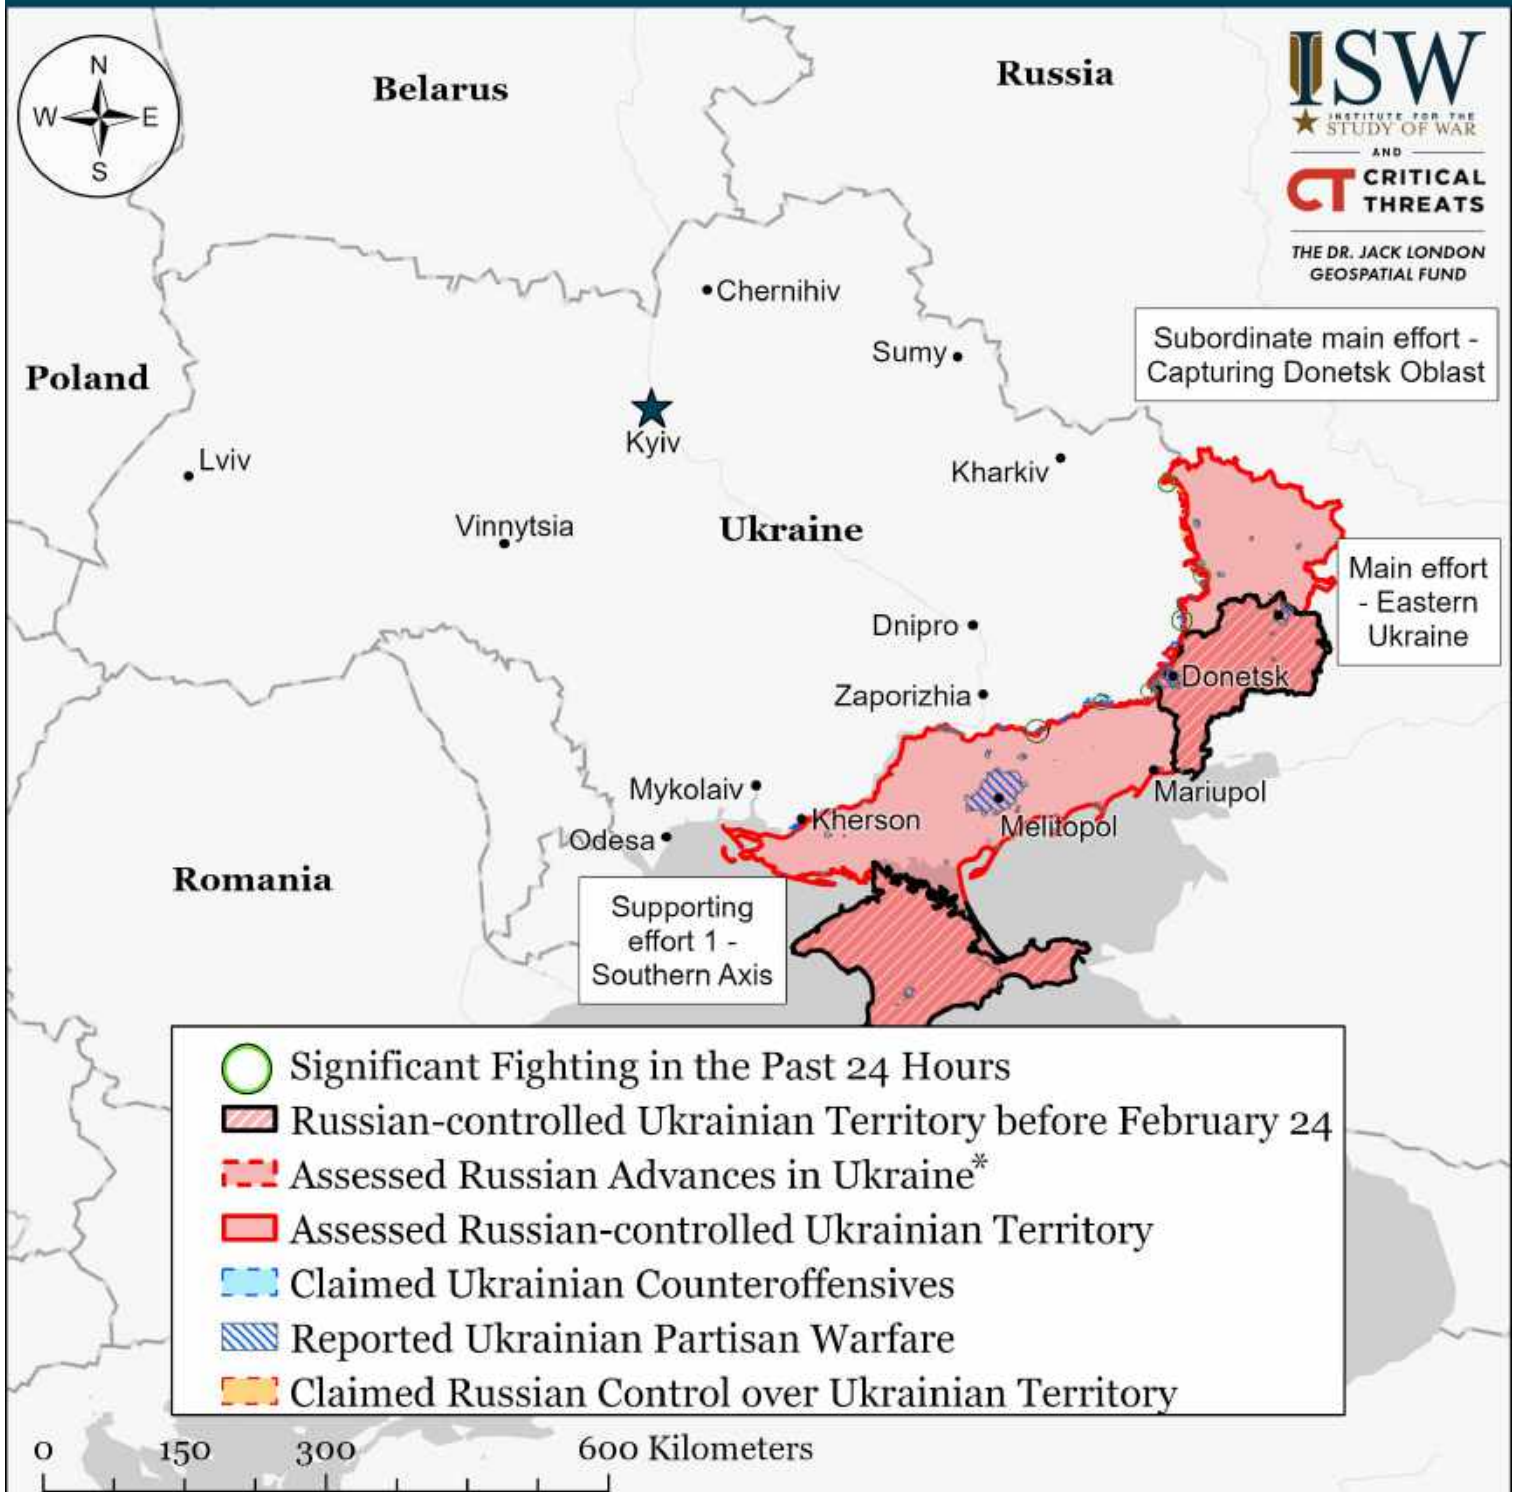 N
W
E
S
Belarus
Russia
ISW
INSTITUTE FOR THE
STUDY OF WAR
AND
CT CRITICAL
THREATS
THE DR. JACK LONDON
GEOSPATIAL FUND
Chernihiv
Subordinate main effort -
Capturing Donetsk Oblast
Sumy
Poland
Kyiv
Lviv
Kharkiv
Vinnytsia
Ukraine
Main effort
- Eastern
Ukraine
Dnipro
Donetsk
Zaporizhia
Mykolaiv
Mariupol
Kherson
Melitopol
Odesa
Romania
Supporting
effort 1 -
Southern Axis
Significant Fighting in the Past 24 Hours
Russian-controlled Ukrainian Territory before February 24
Assessed Russian Advances in Ukraine*
Assessed Russian-controlled Ukrainian Territory
Claimed Ukrainian Counteroffensives
Reported Ukrainian Partisan Warfare
Claimed Russian Control over Ukrainian Territory
0 150 300 600 Kilometers